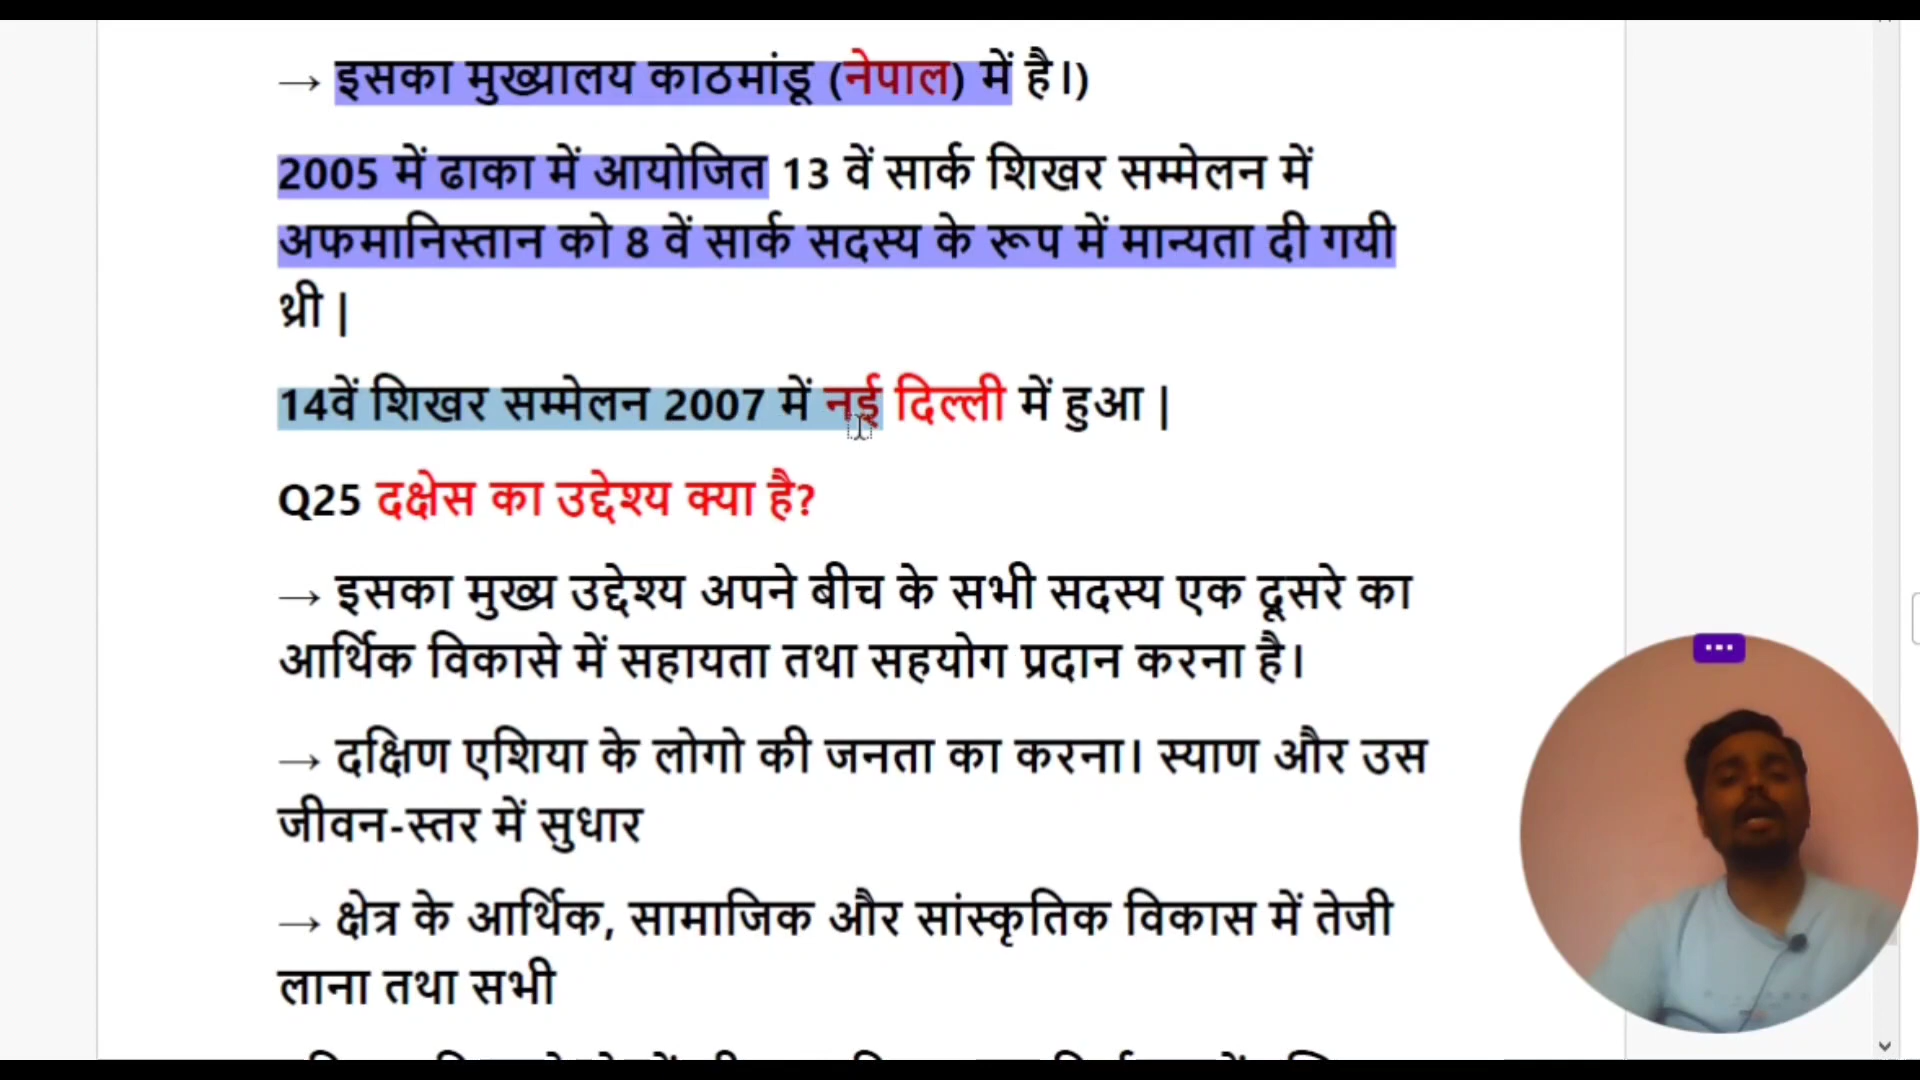 → इसका मुख्यालय काठमांडू (नेपाल) में है।)
2005 में ढाका में आयोजित 13 वें सार्क शिखर सम्मेलन में
अफमानिस्तान को 8 वें सार्क सदस्य के रूप में मान्यता दी गयी
थ्री |
14वें शिखर सम्मेलन 2007 में नई दिल्ली में हुआ |
Q25 दक्षेस का उद्देश्य क्या है?
→ इसका मुख्य उद्देश्य अपने बीच के सभी सदस्य एक दूसरे का
आर्थिक विकासे में सहायता तथा सहयोग प्रदान करना है।
→ दक्षिण एशिया के लोगो की जनता का करना। स्याण और उस
जीवन-स्तर में सुधार
→ क्षेत्र के आर्थिक, सामाजिक और सांस्कृतिक विकास में तेजी
लाना तथा सभी